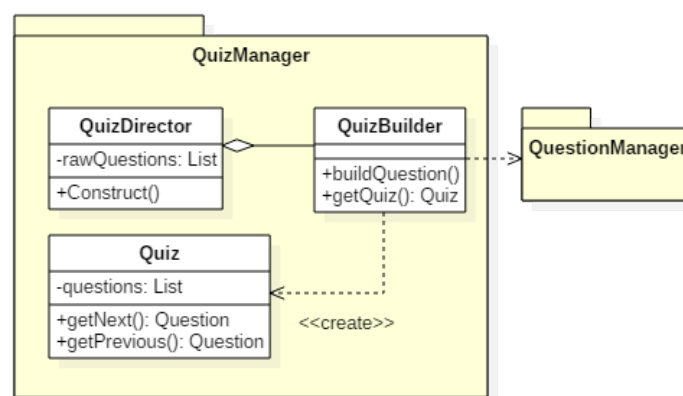 QuizManager
QuizDirector
-rawQuestions: List
+Construct()
QuizBuilder
+buildQuestion()
+getQuiz(): Quiz
QuestionManager
Quiz
-questions: List
+getNext(): Question
+getPrevious(): Question
<<create>>